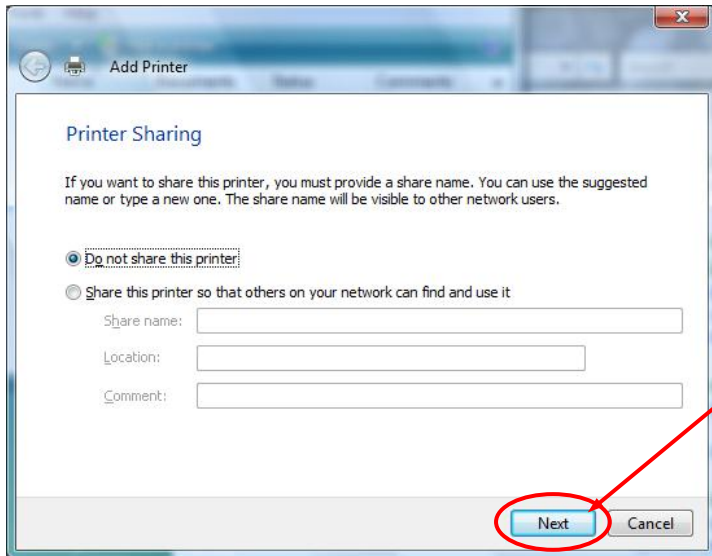 Add Printer
Printer Sharing
If you want to share this printer, you must provide a share name. You can use the suggested
name or type a new one. The share name will be visible to other network users.
Do not share this printer
Share this printer so that others on your network can find and use it
Share name:
Location:
Comment:
Next
Cancel